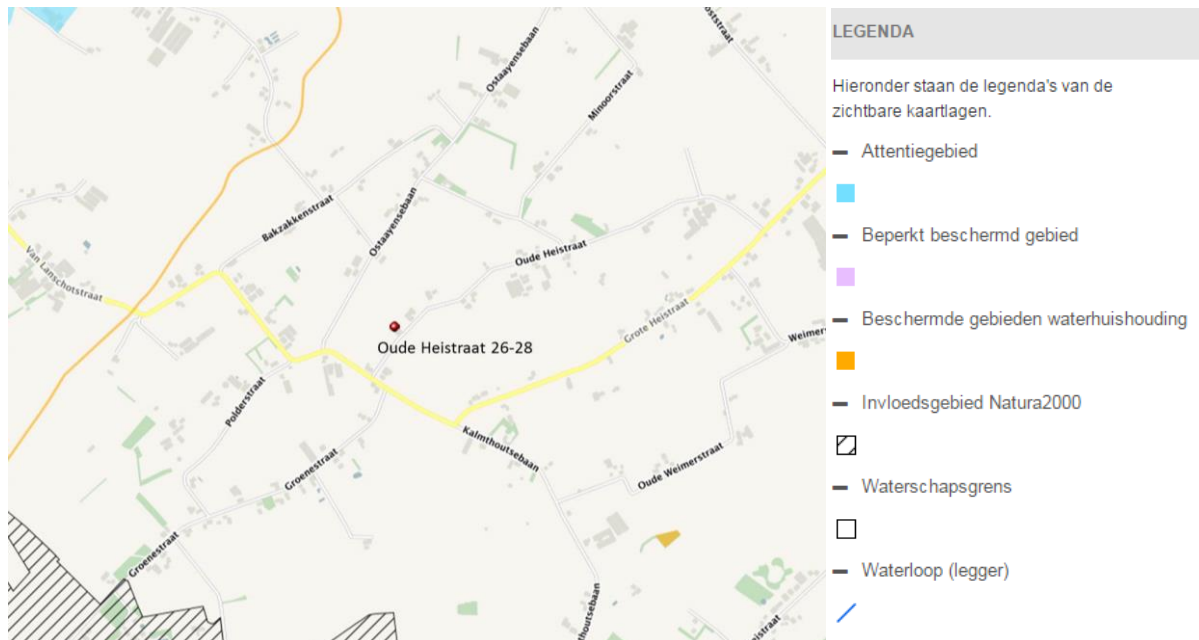 Ostaayensebaan
Minoorstraat
Bakzakkenstraat
Ostaayensebaan
Van Lanschotstraat
Oude Heistraat
Grote Heistraat
Oude Heistraat 26-28
Polderstraat
Kalmthoutsebaan
Groenestraat
Oude Weimerstraat
Groenestraat
LEGENDA
Hieronder staan de legenda's van de
zichtbare kaartlagen.
Attentiegebied
Beperkt beschermd gebied
Beschermde gebieden waterhuishouding
Invloedsgebied Natura2000
Waterschapsgrens
Waterloop (legger)